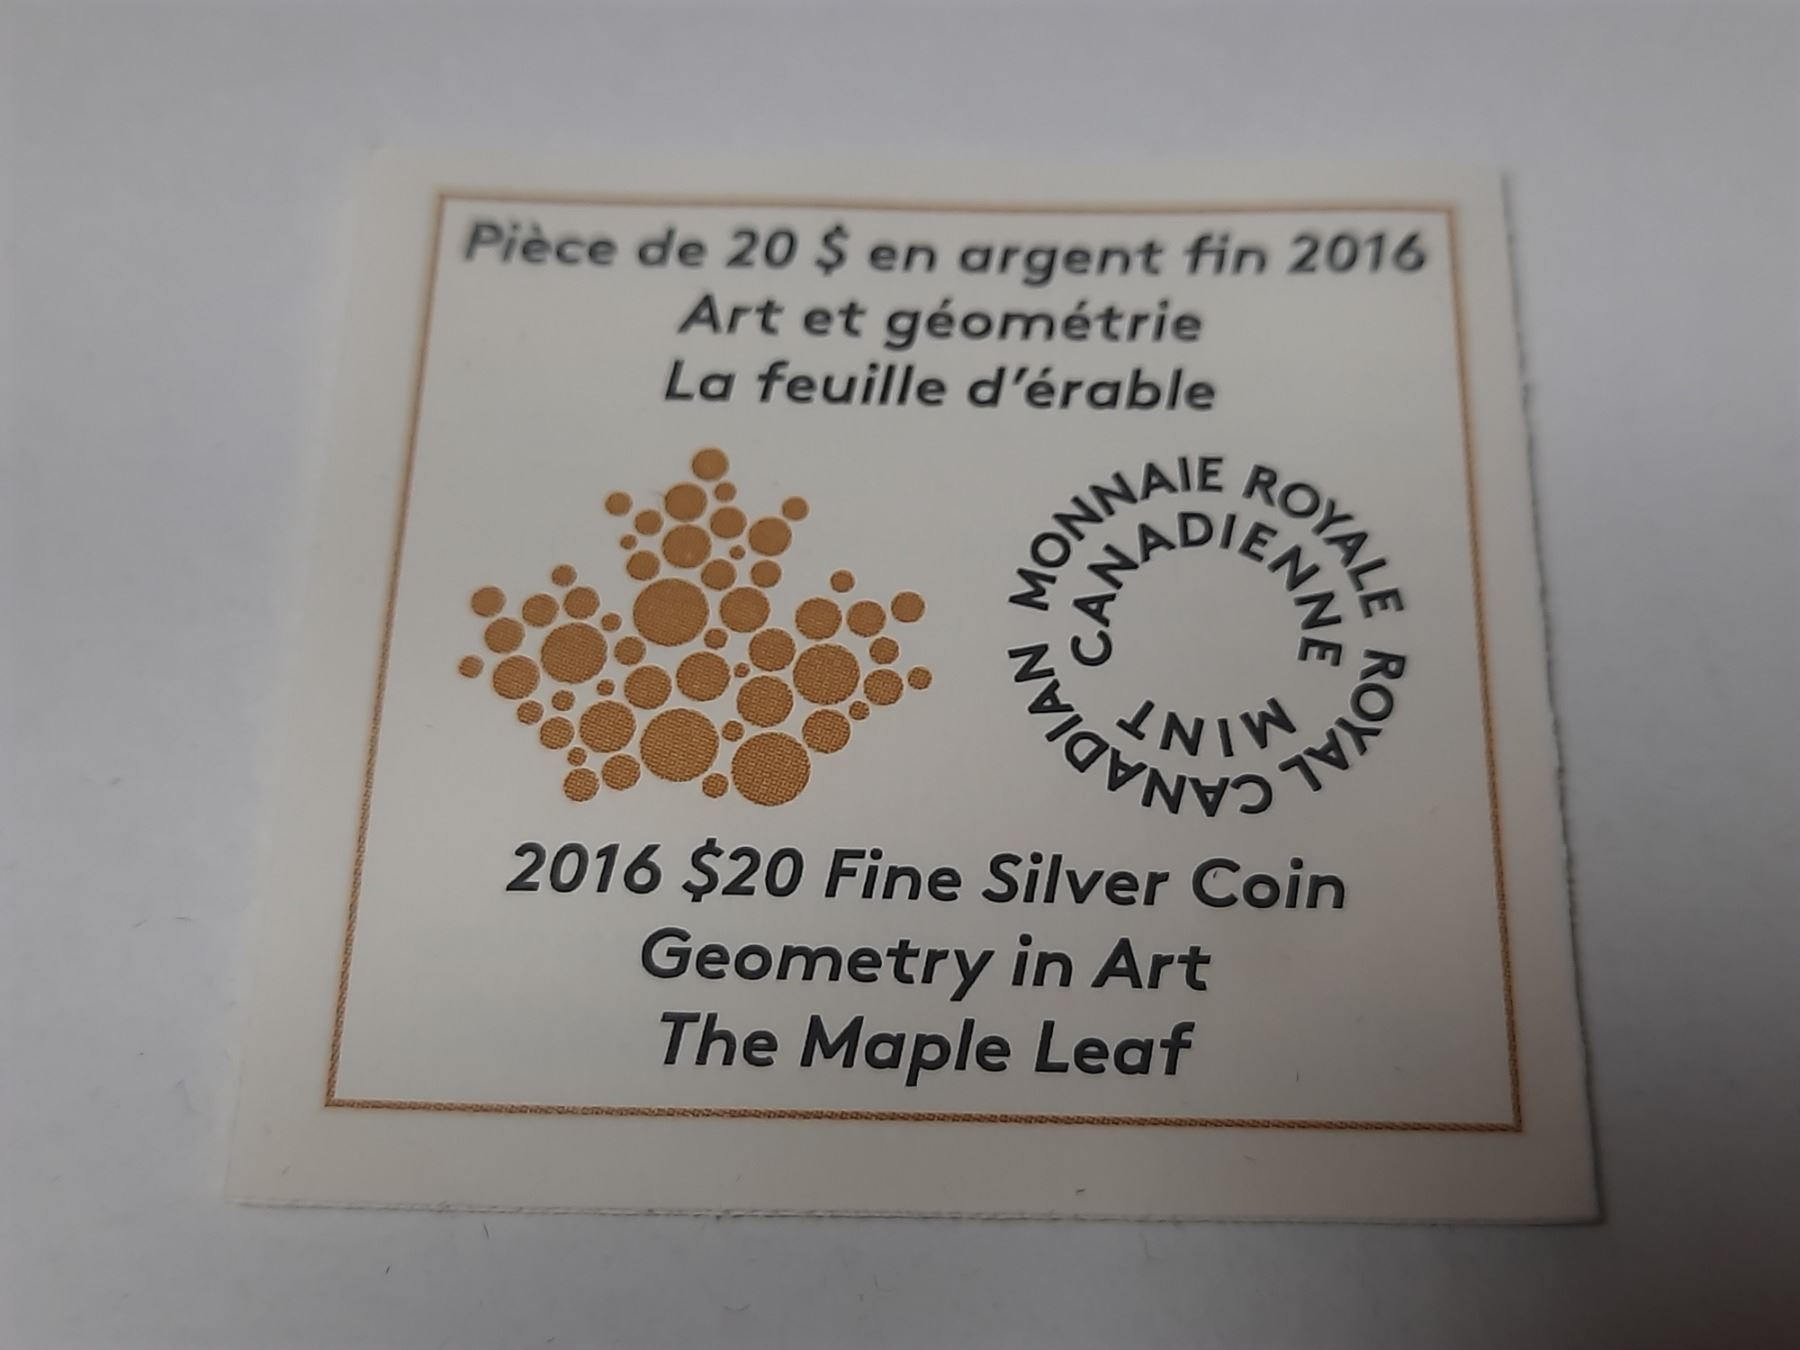 Pièce de 20 $ en argent fin 2016
Art et géométrie
La feuille d'érable
MONNAIE ROYALE
CANADIENNE
ROYAL CANADIAN
MINT
2016 $20 Fine Silver Coin
Geometry in Art
The Maple Leaf